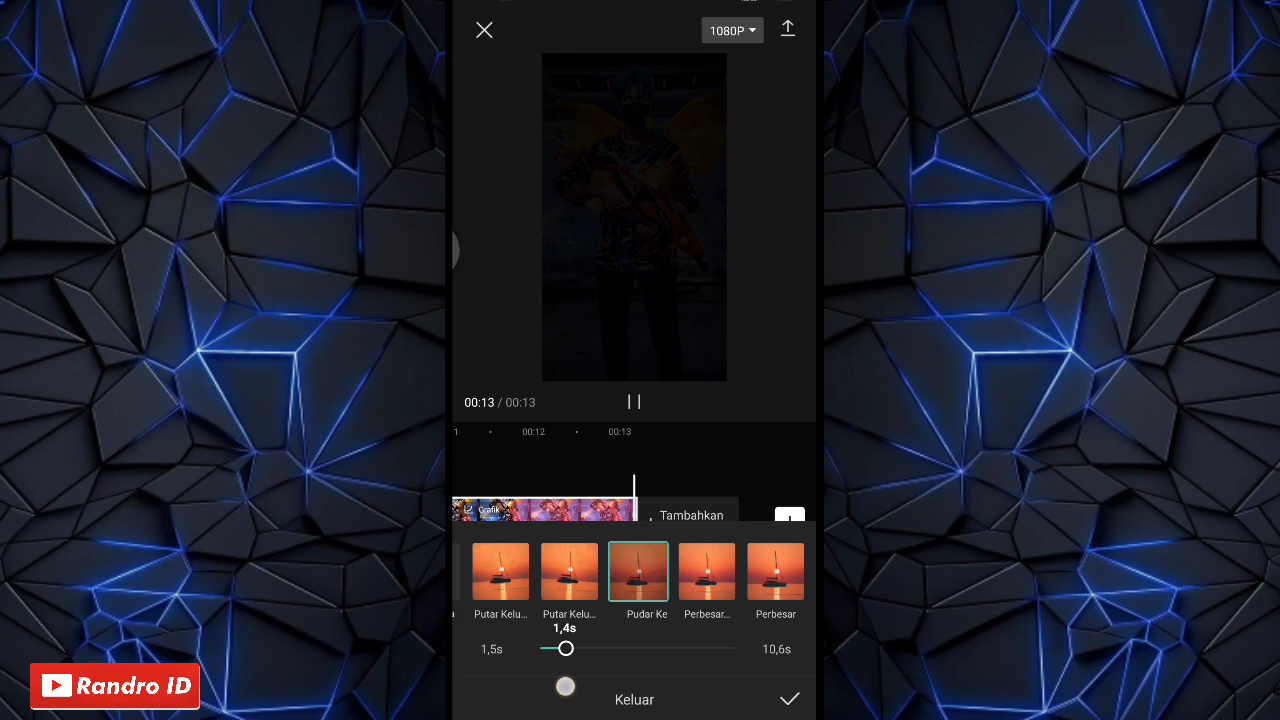 1080P
00:13 / 00:13
1
00:12
00:13
Grafik
Tambahkan
a
Putar Kelu...
Putar Kelu...
Pudar Ke
Perbesar...
Perbesar
1,4s
1,5s
10,6s
Keluar
Randro ID